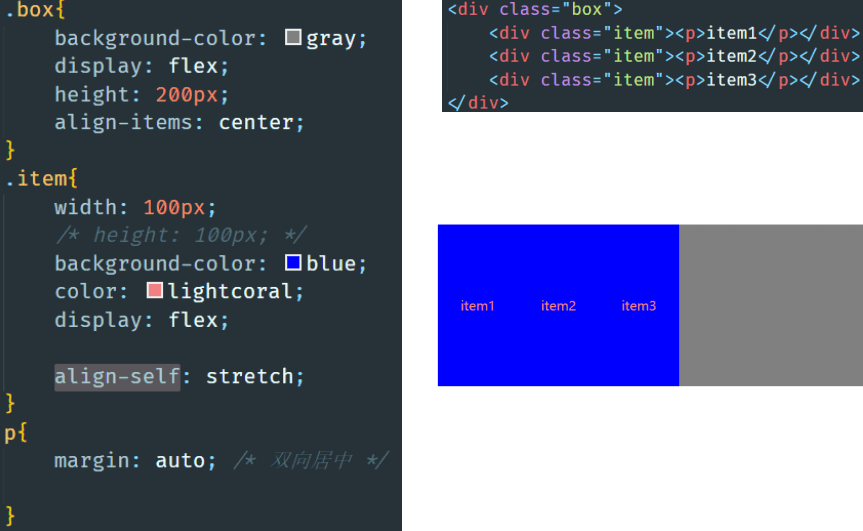 .box{
    background-color: gray;
    display: flex;
    height: 200px;
    align-items: center;
}
.item{
    width: 100px;
    /* height: 100px; */
    background-color: blue;
    color: lightcoral;
    display: flex;

    align-self: stretch;
}
p{
    margin: auto; /* 双向居中 */

}
<div class="box">
    <div class="item"><p>item1</p></div>
    <div class="item"><p>item2</p></div>
    <div class="item"><p>item3</p></div>
</div>
item1 item2 item3